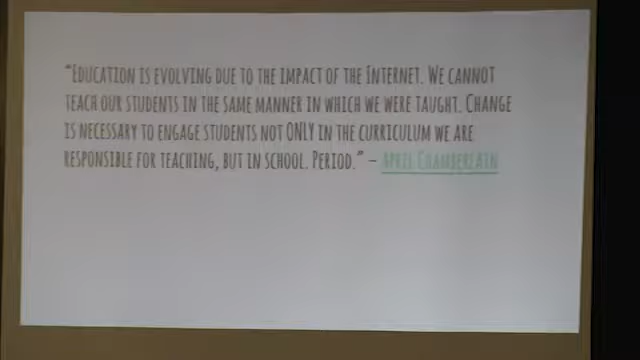 “Education is evolving due to the impact of the Internet. We cannot
teach our students in the same manner in which we were taught. Change
is necessary to engage students not ONLY in the curriculum we are
responsible for teaching, but in school. Period.” – April Chamberlain